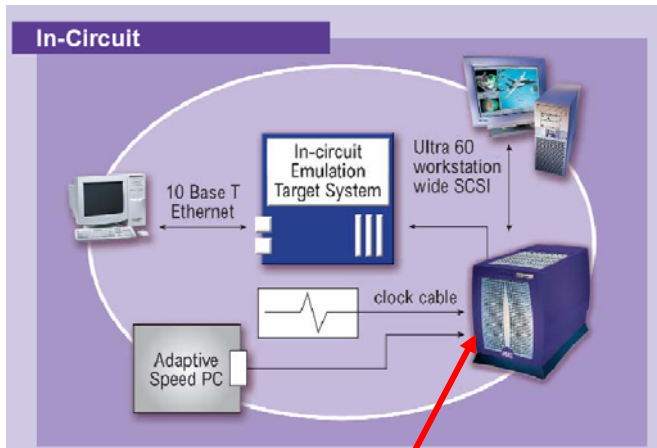 In-Circuit
In-circuit
Emulation
Target System
Ultra 60
workstation
wide SCSI
10 Base T
Ethernet
clock cable
Adaptive
Speed PC